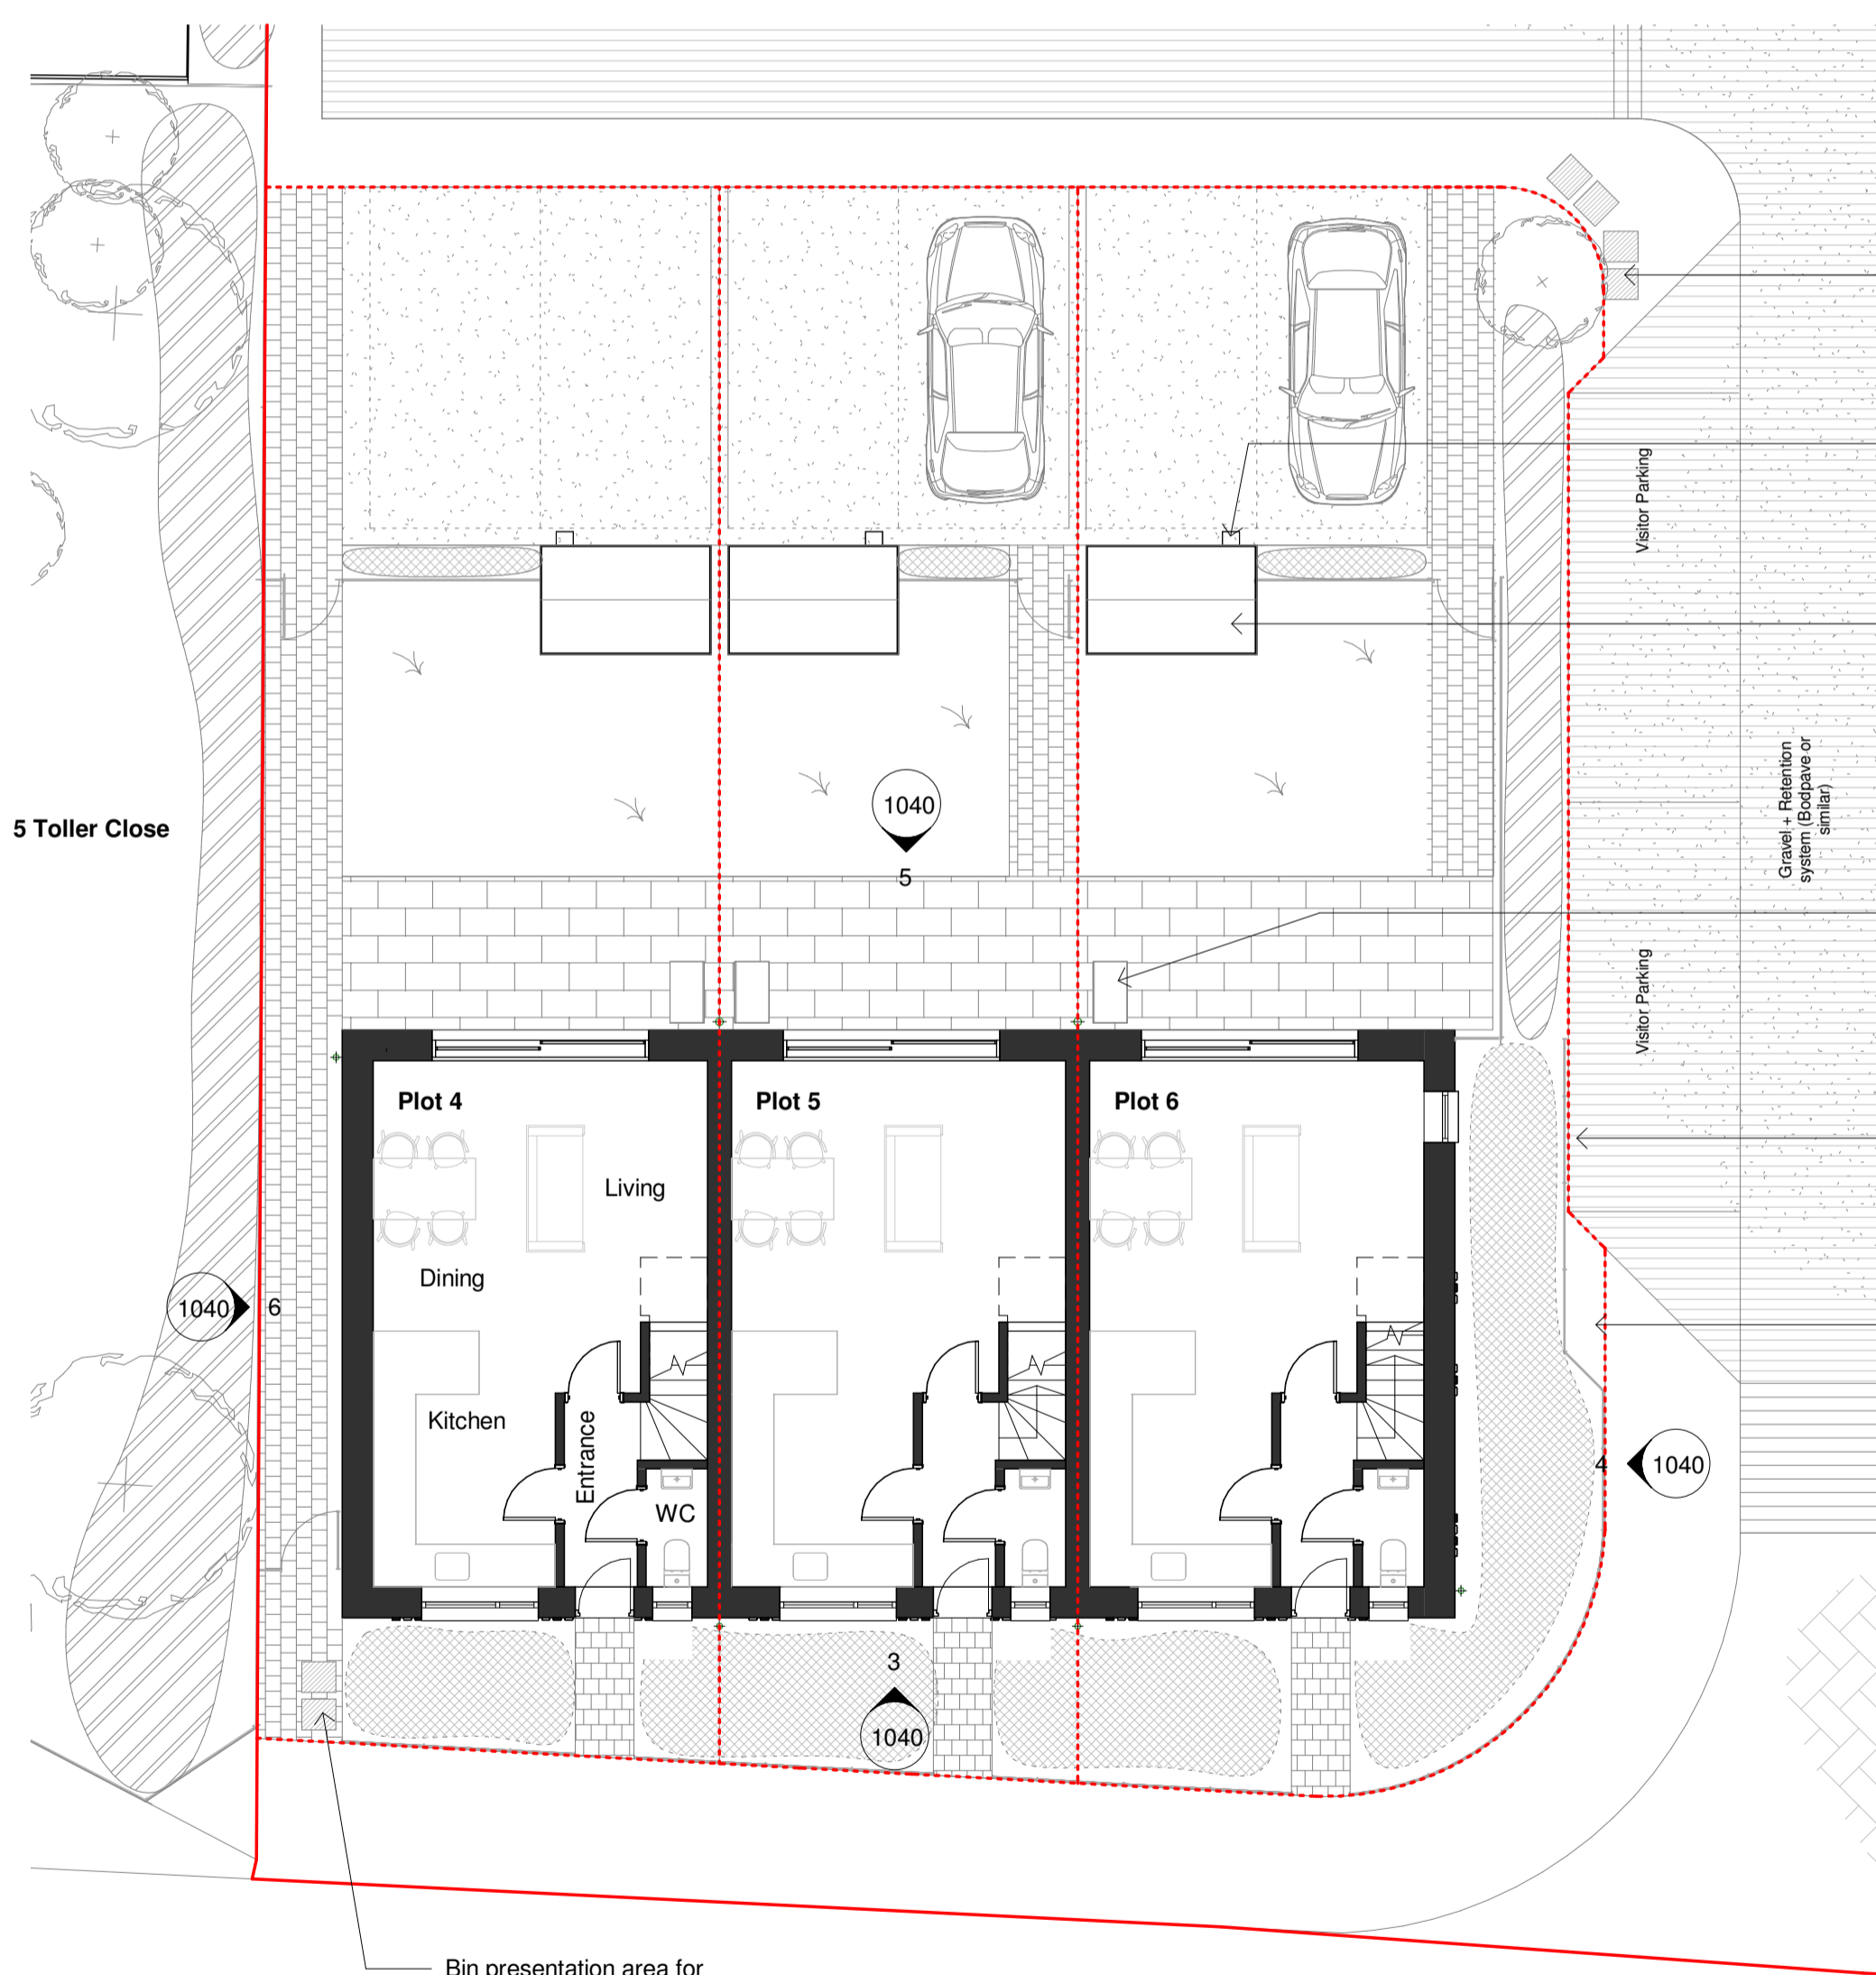 Visitor Parking
Gravel + Retention
system (Bodpave or
similar)
5 Toller Close
1040
5
Visitor Parking
Plot 4
Plot 5
Plot 6
Living
Dining
1040
6
Kitchen
Entrance
WC
4
1040
3
1040
Bin presentation area for